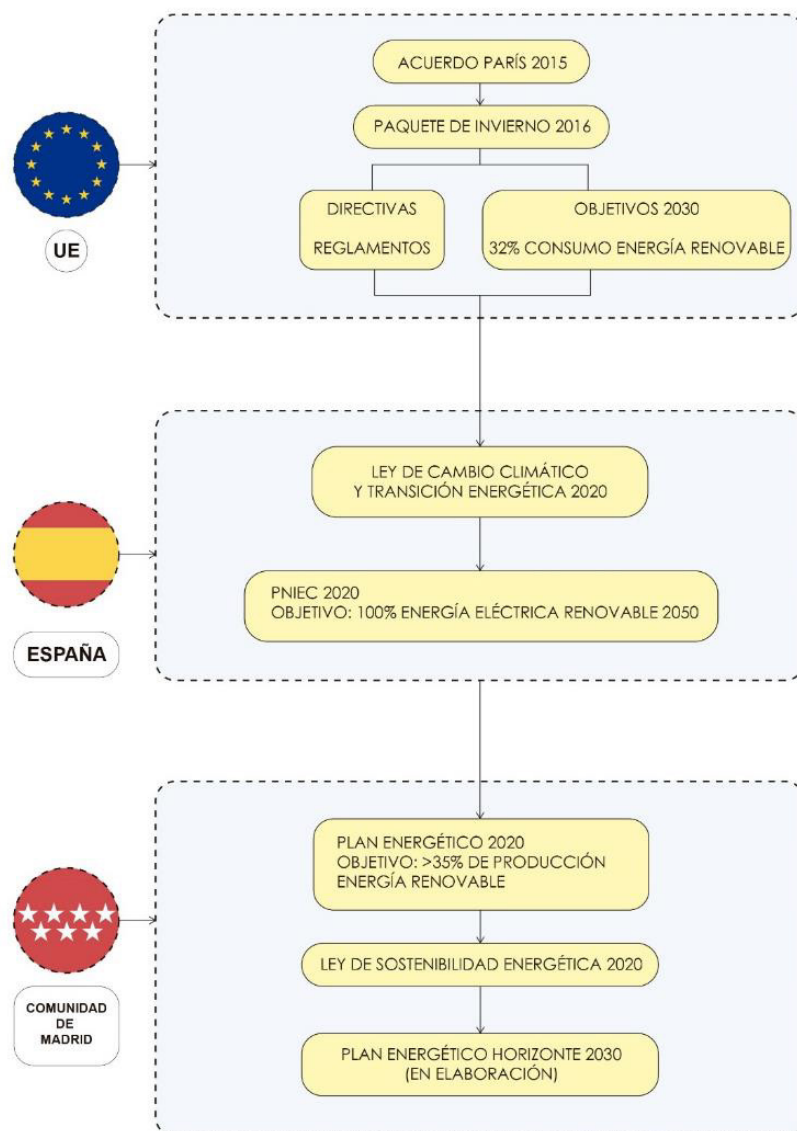 ACUERDO PARÍS 2015
PAQUETE DE INVIERNO 2016
DIRECTIVAS
REGLAMENTOS
OBJETIVOS 2030
32% CONSUMO ENERGÍA RENOVABLE
UE
LEY DE CAMBIO CLIMÁTICO
Y TRANSICIÓN ENERGÉTICA 2020
PNIEC 2020
OBJETIVO: 100% ENERGÍA ELÉCTRICA RENOVABLE 2050
ESPAÑA
PLAN ENERGÉTICO 2020
OBJETIVO: >35% DE PRODUCCIÓN
ENERGÍA RENOVABLE
LEY DE SOSTENIBILIDAD ENERGÉTICA 2020
PLAN ENERGÉTICO HORIZONTE 2030
(EN ELABORACIÓN)
COMUNIDAD
DE
MADRID